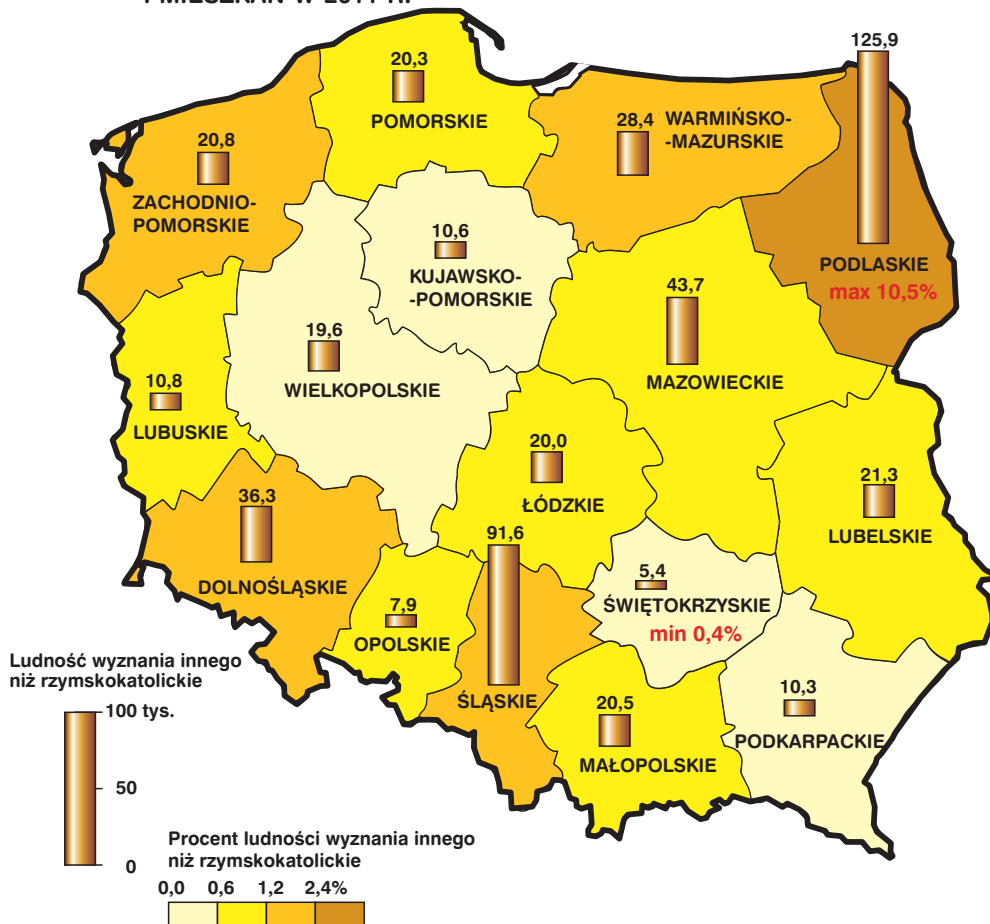 I MIESZKAŃ W 2011 R.
125,9
20,3
POMORSKIE
28,4
WARMIŃSKO-
-MAZURSKIE
20,8
ZACHODNIO-
POMORSKIE
10,6
KUJAWSKO-
-POMORSKIE
PODLASKIE
max 10,5%
43,7
MAZOWIECKIE
19,6
WIELKOPOLSKIE
10,8
LUBUSKIE
20,0
ŁÓDZKIE
21,3
LUBELSKIE
36,3
DOLNOŚLĄSKIE
91,6
ŚLĄSKIE
5,4
ŚWIĘTOKRZYSKIE
min 0,4%
7,9
OPOLSKIE
10,3
PODKARPACKIE
20,5
MAŁOPOLSKIE
Ludność wyznania innego
niż rzymskokatolickie
100 tys.
50
0
Procent ludności wyznania innego
niż rzymskokatolickie
0,0 0,6 1,2 2,4%